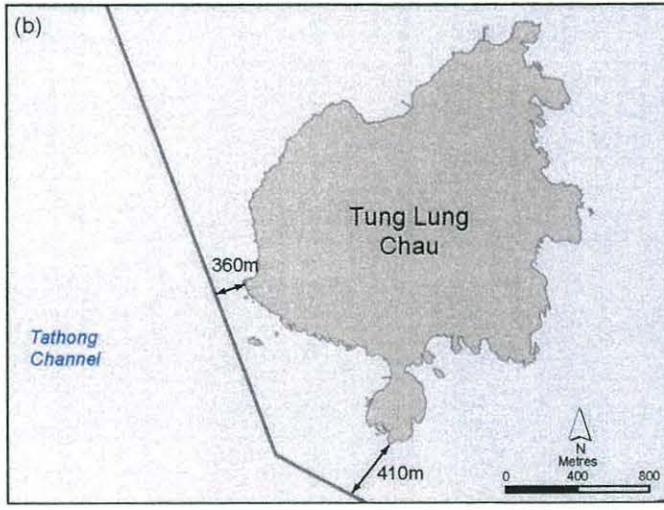 (b)
Tung Lung
Chau
360m
Tathong
Channel
410m
N
Metres
0 400 800